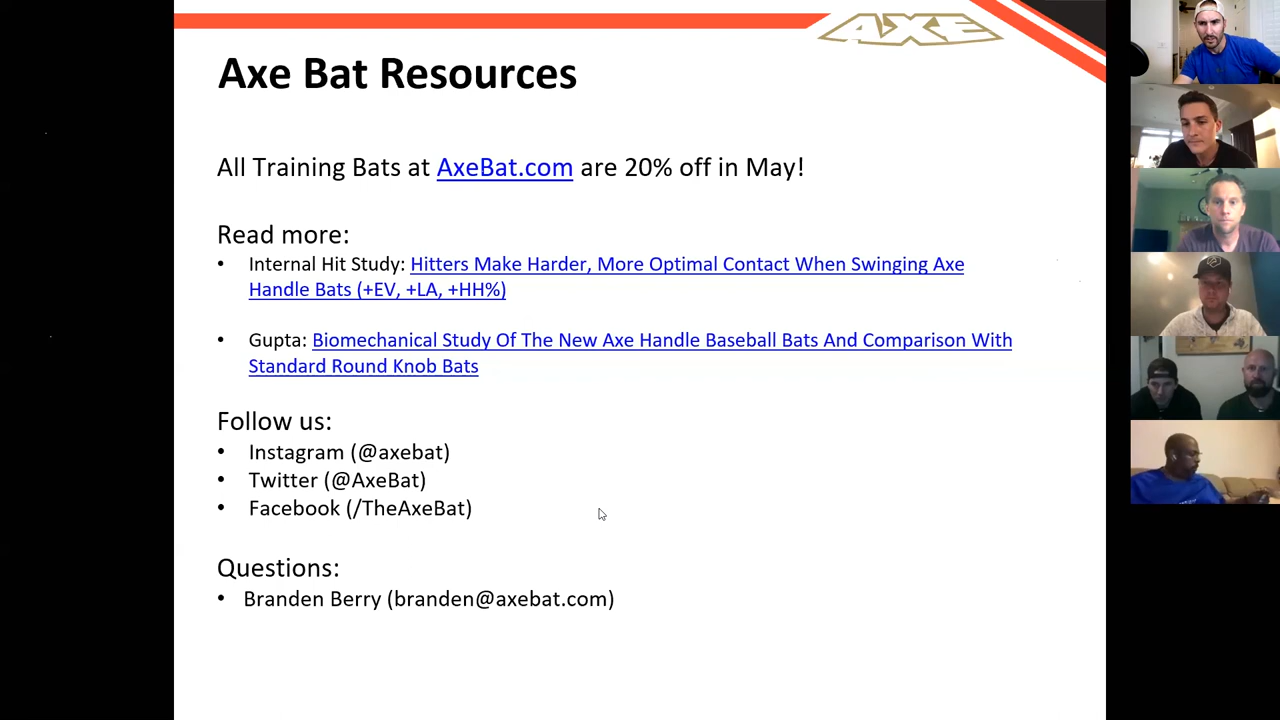 AXE
Axe Bat Resources
All Training Bats at AxeBat.com are 20% off in May!
Read more:
• Internal Hit Study: Hitters Make Harder, More Optimal Contact When Swinging Axe
Handle Bats (+EV, +LA, +HH%)
• Gupta: Biomechanical Study Of The New Axe Handle Baseball Bats And Comparison With
Standard Round Knob Bats
Follow us:
• Instagram (@axebat)
• Twitter (@AxeBat)
• Facebook (/TheAxeBat)
Questions:
• Branden Berry (branden@axebat.com)